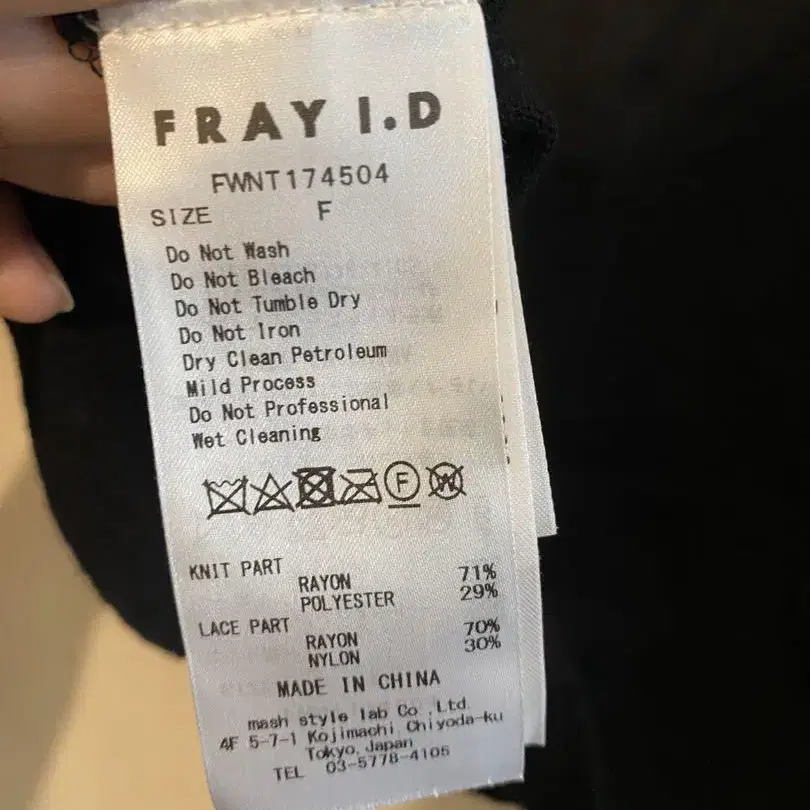 FRAY I.D
FWNT174504
SIZE F
Do Not Wash
Do Not Bleach
Do Not Tumble Dry
Do Not Iron
Dry Clean Petroleum
Mild Process
Do Not Professional
Wet Cleaning
F W
KNIT PART
RAYON 71%
POLYESTER 29%
LACE PART
RAYON 70%
NYLON 30%
MADE IN CHINA
mash style lab Co.,Ltd.
4F 5-7-1 Kojimachi Chiyoda-ku
Tokyo,Japan
TEL 03-5778-4105